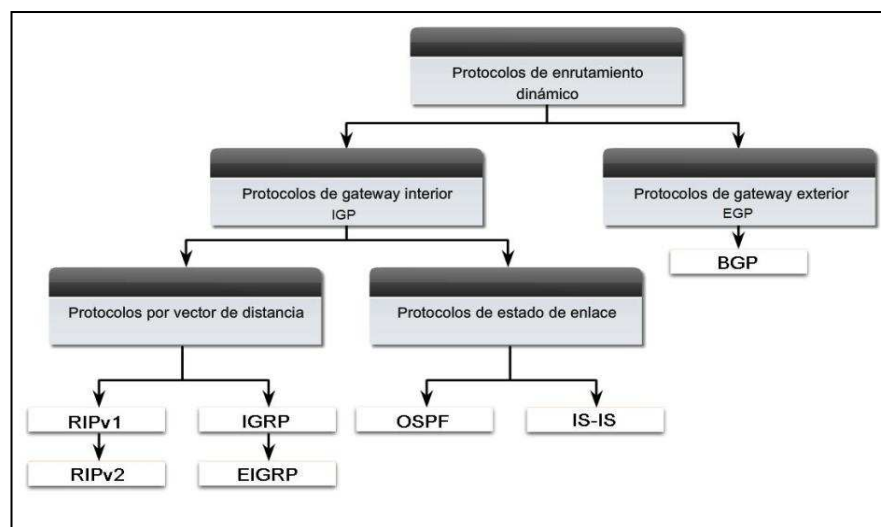 Protocolos de enrutamiento
dinámico
Protocolos de gateway interior
IGP
Protocolos de gateway exterior
EGP
BGP
Protocolos por vector de distancia
Protocolos de estado de enlace
RIPv1
IGRP
OSPF
IS-IS
RIPv2
EIGRP